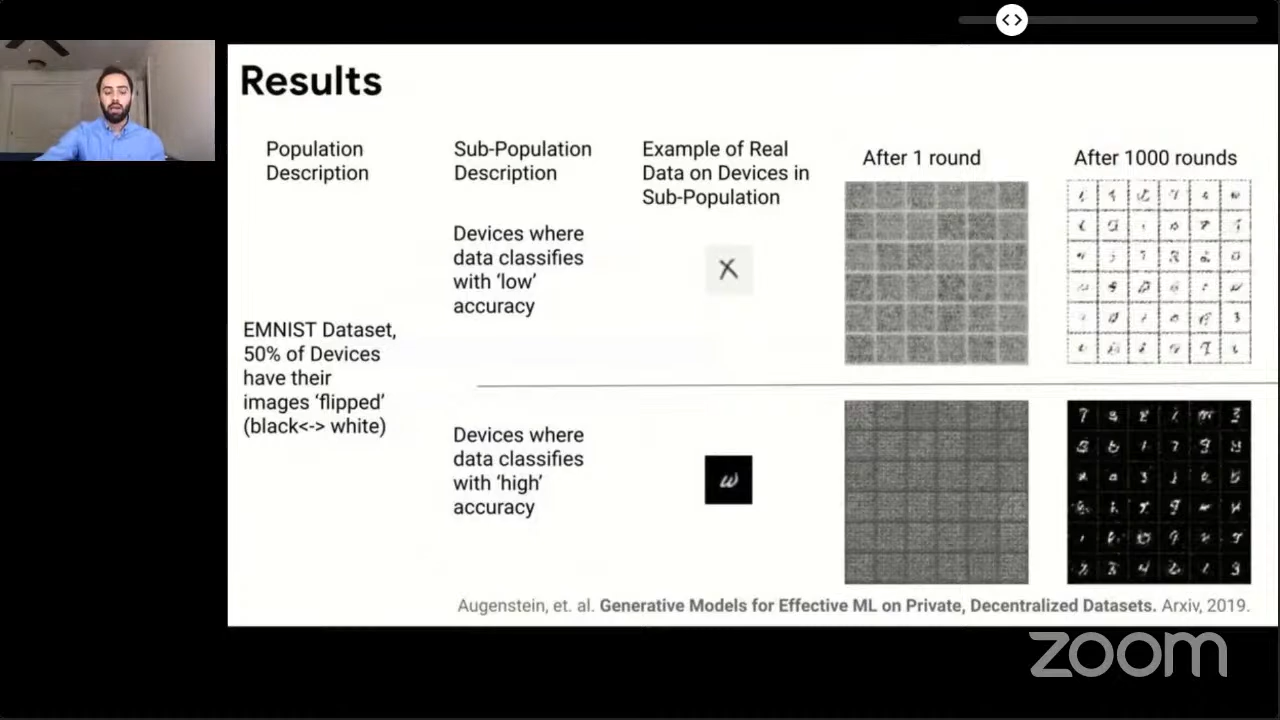 Results
Population
Description
Sub-Population
Description
Example of Real
Data on Devices in
Sub-Population
After 1 round
After 1000 rounds
Devices where
data classifies
with ‘low’
accuracy
X
EMNIST Dataset,
50% of Devices
have their
images ‘flipped’
(black<-> white)
Devices where
data classifies
with ‘high’
accuracy
ω
Augenstein, et. al. Generative Models for Effective ML on Private, Decentralized Datasets. Arxiv, 2019.
zoom